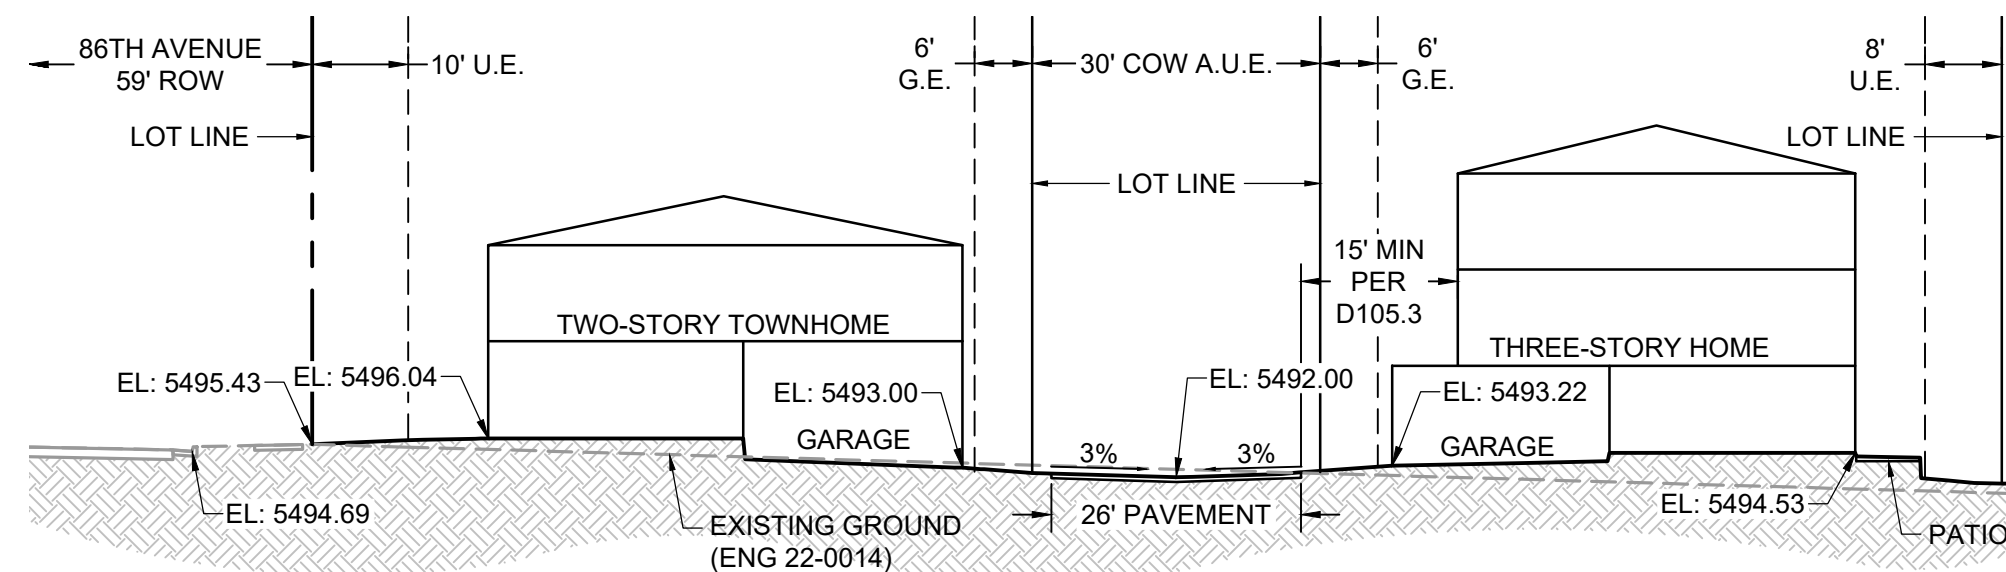 86TH AVENUE
59' ROW
10' U.E.
6'
G.E.
30' COW A.U.E.
6'
G.E.
8'
U.E.
LOT LINE
LOT LINE
LOT LINE
15' MIN
PER
D105.3
TWO-STORY TOWNHOME
THREE-STORY HOME
EL: 5495.43
EL: 5496.04
EL: 5493.00
EL: 5492.00
EL: 5493.22
GARAGE
GARAGE
3%
3%
EL: 5494.69
EXISTING GROUND
(ENG 22-0014)
26' PAVEMENT
EL: 5494.53
PATIO